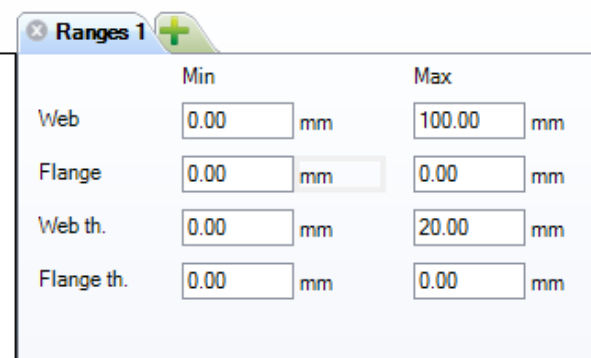 Ranges 1
Min Max
Web 0.00 mm 100.00 mm
Flange 0.00 mm 0.00 mm
Web th. 0.00 mm 20.00 mm
Flange th. 0.00 mm 0.00 mm